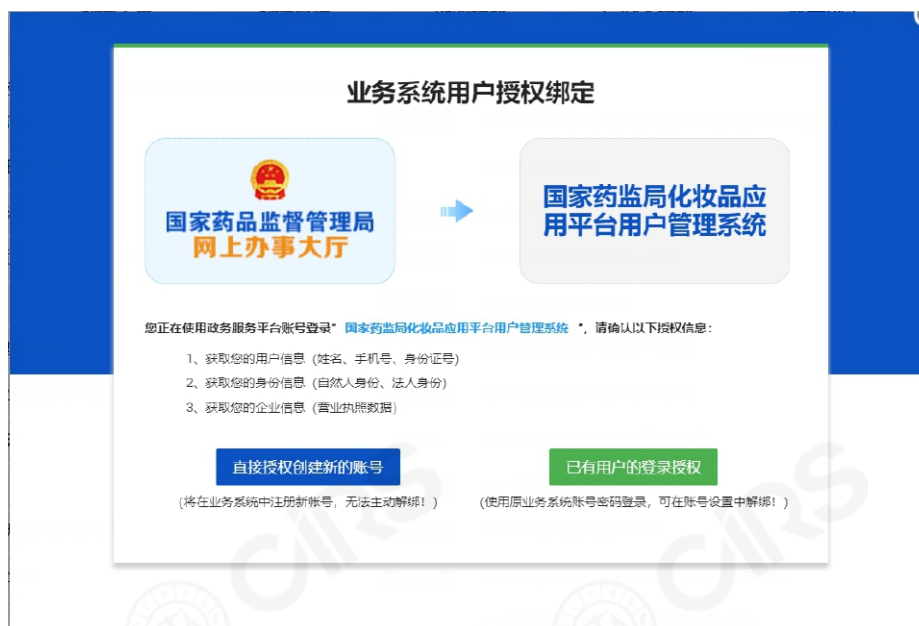 业务系统用户授权绑定
国家药品监督管理局
网上办事大厅
国家药监局化妆品应
用平台用户管理系统
您正在使用政务服务平台账号登录“ 国家药监局化妆品应用平台用户管理系统 ”，请确认以下授权信息：
1、获取您的用户信息（姓名、手机号、身份证号）
2、获取您的身份信息（自然人身份、法人身份）
3、获取您的企业信息（营业执照数据）
直接授权创建新的账号
已有用户的登录授权
(将在业务系统中注册新帐号，无法主动解绑！)
(使用原业务系统账号密码登录，可在账号设置中解绑！)
CIRS
CIRS